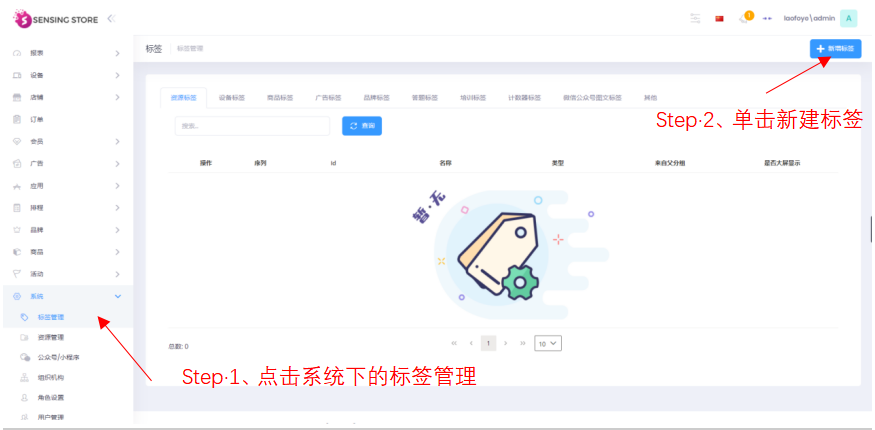 SENSING STORE
1
laofoye\admin
A
报表
设备
店铺
订单
会员
广告
应用
排程
品牌
商品
活动
系统
标签管理
资源管理
公众号/小程序
组织机构
角色设置
用户管理
标签 标签管理
新增标签
资源标签 设备标签 商品标签 广告标签 品牌标签 答题标签 培训标签 计数器标签 微信公众号图文标签 其他
搜索...
查询
Step·2、单击新建标签
操作 序列 Id 名称 类型 来自父分组 是否大屏显示
暂·无
总数: 0
« ‹ 1 › » 10
Step·1、点击系统下的标签管理